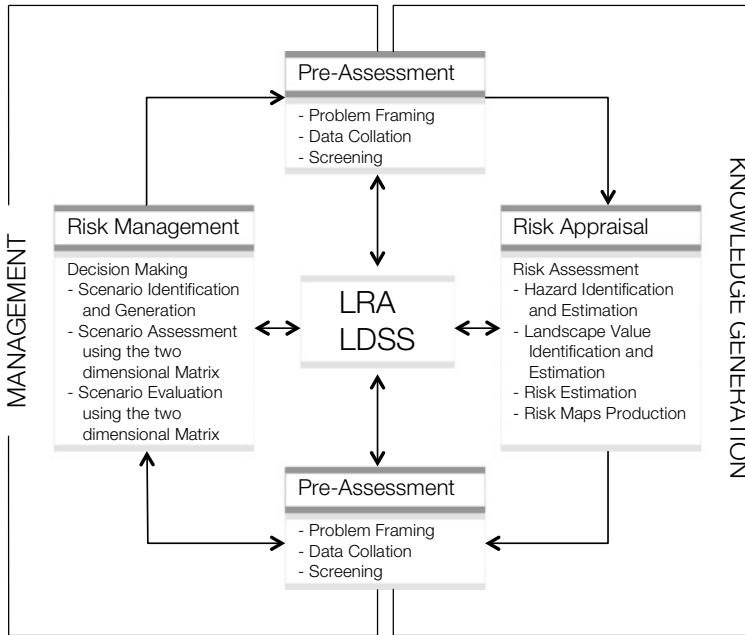 Pre-Assessment
- Problem Framing
- Data Collation
- Screening
MANAGEMENT
Risk Management
Decision Making
- Scenario Identification
and Generation
- Scenario Assessment
using the two
dimensional Matrix
- Scenario Evaluation
using the two
dimensional Matrix
LRA
LDSS
Risk Appraisal
Risk Assessment
- Hazard Identification
and Estimation
- Landscape Value
Identification and
Estimation
- Risk Estimation
- Risk Maps Production
KNOWLEDGE GENERATION
Pre-Assessment
- Problem Framing
- Data Collation
- Screening